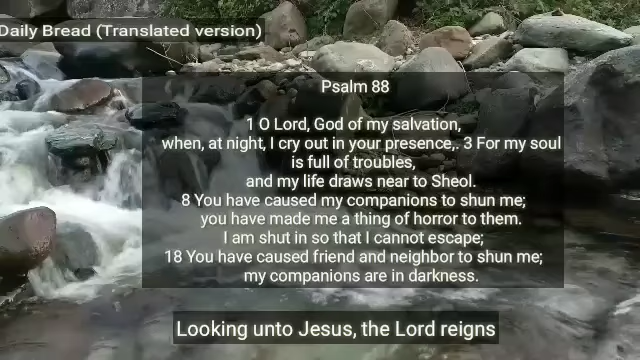 Daily Bread (Translated version)
Psalm 88
1 O Lord, God of my salvation,
when, at night, I cry out in your presence,. 3 For my soul
is full of troubles,
and my life draws near to Sheol.
8 You have caused my companions to shun me;
you have made me a thing of horror to them.
I am shut in so that I cannot escape;
18 You have caused friend and neighbor to shun me;
my companions are in darkness.
Looking unto Jesus, the Lord reigns